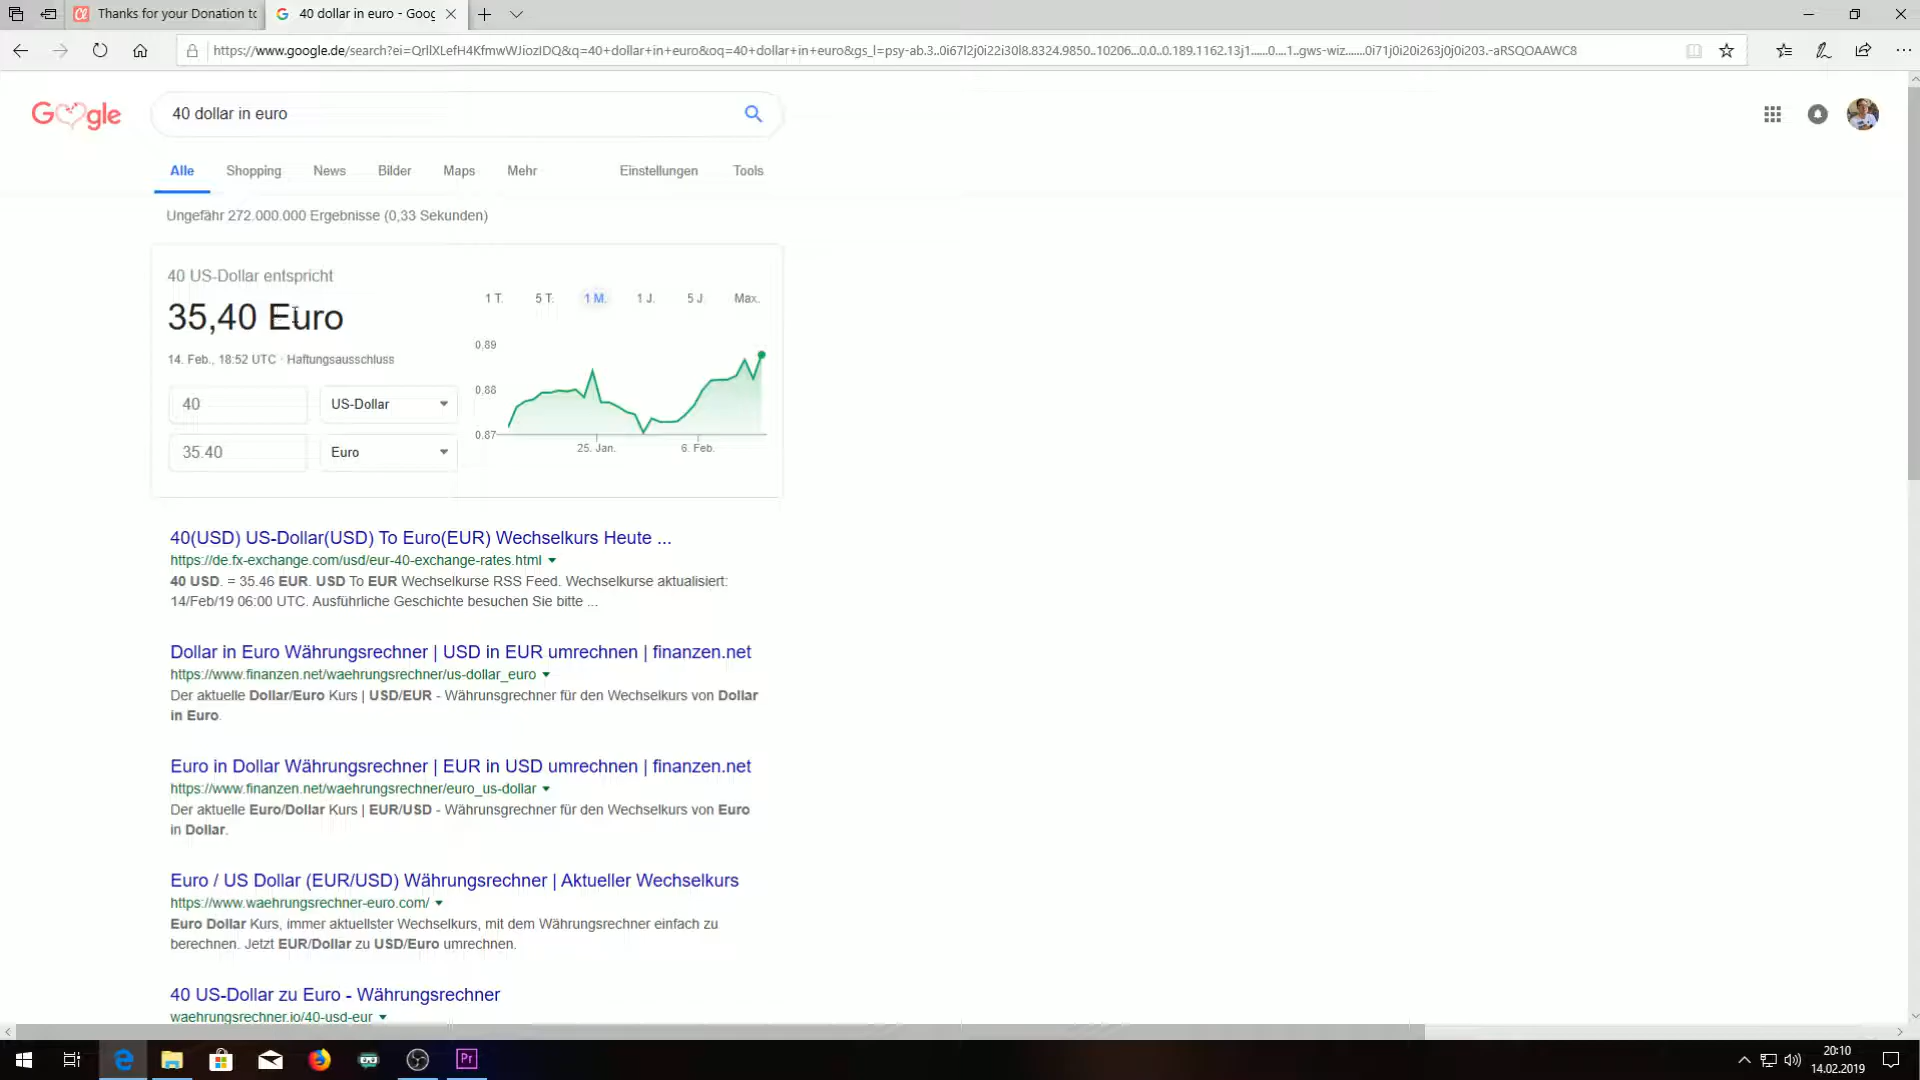 Thanks for your Donation to
40 dollar in euro - Goog
https://www.google.de/search?ei=QrllXLefH4KfmwWJiozIDQ&q=40+dollar+in+euro&oq=40+dollar+in+euro&gs_l=psy-ab.3..0i67l2j0i22i30l8.8324.9850..10206...0.0..0.189.1162.13j1......0....1..gws-wiz.......0i71j0i20i263j0j0i203.-aRSQOAAWC8
Google
40 dollar in euro
Alle Shopping News Bilder Maps Mehr Einstellungen Tools
Ungefähr 272.000.000 Ergebnisse (0,33 Sekunden)
40 US-Dollar entspricht
35,40 Euro
14. Feb., 18:52 UTC · Haftungsausschluss
40 US-Dollar
35.40 Euro
1 T. 5 T. 1 M. 1 J. 5 J. Max.
0.89
0.88
0.87
25. Jan. 6. Feb.
40(USD) US-Dollar(USD) To Euro(EUR) Wechselkurs Heute ...
https://de.fx-exchange.com/usd/eur-40-exchange-rates.html
40 USD. = 35.46 EUR. USD To EUR Wechselkurse RSS Feed. Wechselkurse aktualisiert:
14/Feb/19 06:00 UTC. Ausführliche Geschichte besuchen Sie bitte ...
Dollar in Euro Währungsrechner | USD in EUR umrechnen | finanzen.net
https://www.finanzen.net/waehrungsrechner/us-dollar_euro
Der aktuelle Dollar/Euro Kurs | USD/EUR - Währunsgrechner für den Wechselkurs von Dollar
in Euro.
Euro in Dollar Währungsrechner | EUR in USD umrechnen | finanzen.net
https://www.finanzen.net/waehrungsrechner/euro_us-dollar
Der aktuelle Euro/Dollar Kurs | EUR/USD - Währunsgrechner für den Wechselkurs von Euro
in Dollar.
Euro / US Dollar (EUR/USD) Währungsrechner | Aktueller Wechselkurs
https://www.waehrungsrechner-euro.com/
Euro Dollar Kurs, immer aktuellster Wechselkurs, mit dem Währungsrechner einfach zu
berechnen. Jetzt EUR/Dollar zu USD/Euro umrechnen.
40 US-Dollar zu Euro - Währungsrechner
waehrungsrechner.io/40-usd-eur
Pr
20:10
14.02.2019